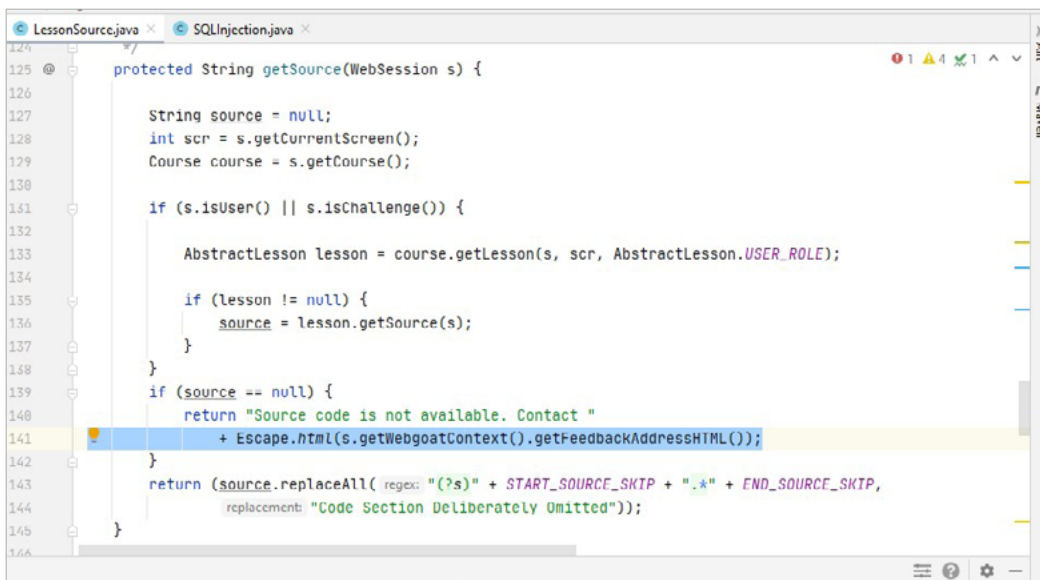 LessonSource.java × SQLInjection.java ×
124 */
125 @ protected String getSource(WebSession s) { 1 4 1
126
127 String source = null;
128 int scr = s.getCurrentScreen();
129 Course course = s.getCourse();
130
131 if (s.isUser() || s.isChallenge()) {
132
133 AbstractLesson lesson = course.getLesson(s, scr, AbstractLesson.USER_ROLE);
134
135 if (lesson != null) {
136 source = lesson.getSource(s);
137 }
138 }
139 if (source == null) {
140 return "Source code is not available. Contact "
141 + Escape.html(s.getWebgoatContext().getFeedbackAddressHTML());
142 }
143 return (source.replaceAll( regex: "(?s)" + START_SOURCE_SKIP + ".*" + END_SOURCE_SKIP,
144 replacement: "Code Section Deliberately Omitted"));
145 }
146